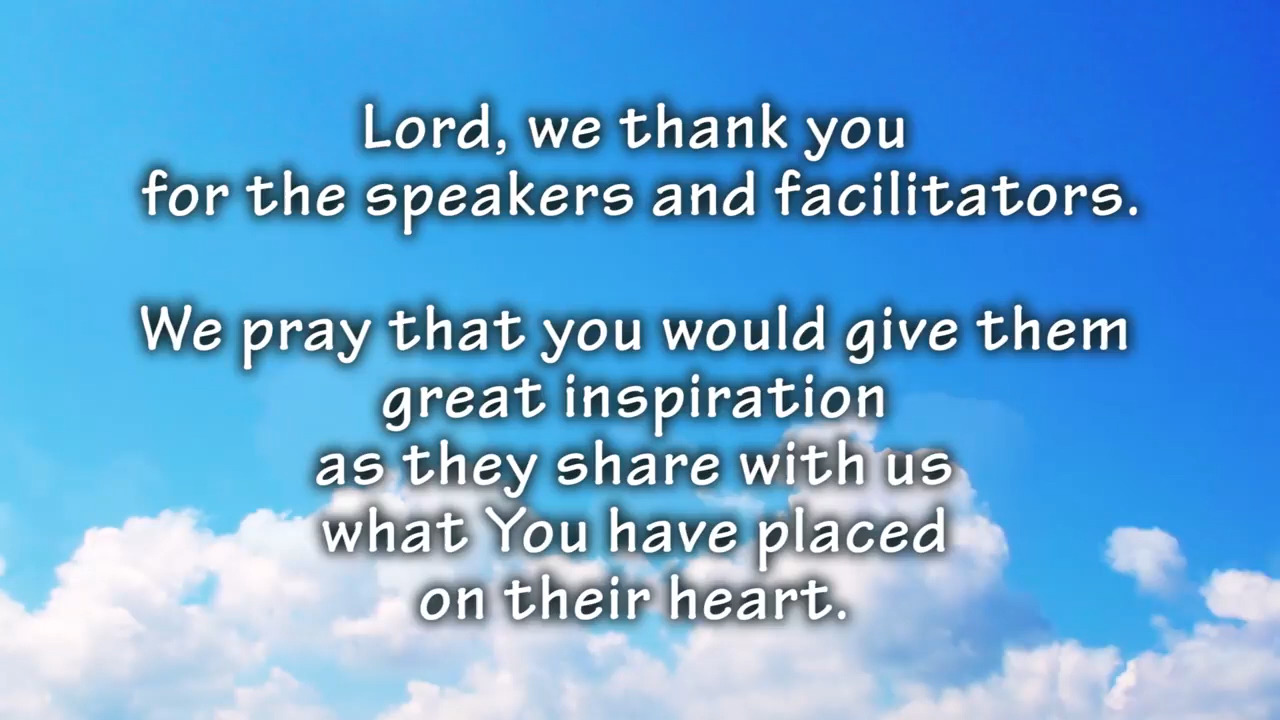 Lord, we thank you
for the speakers and facilitators.
We pray that you would give them
great inspiration
as they share with us
what You have placed
on their heart.